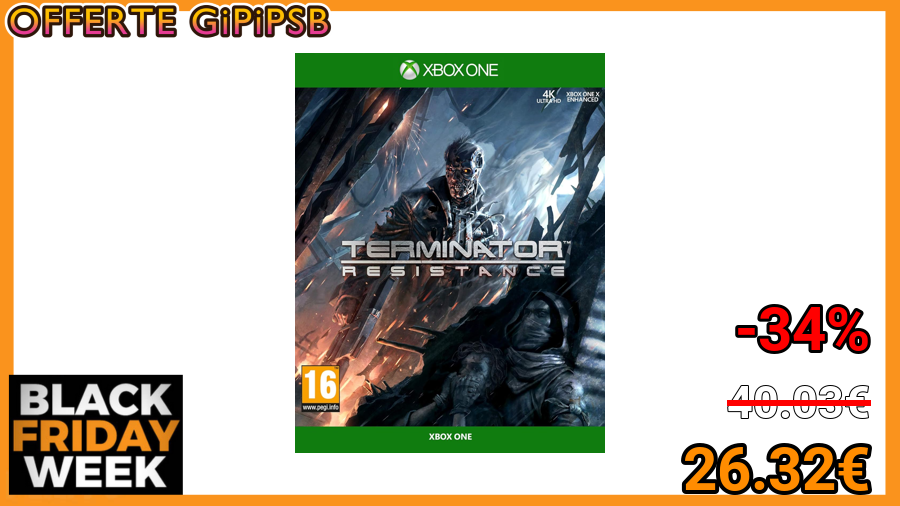 OFFERTE GiPiPSB
XBOX ONE
4K
ULTRA HD
XBOX ONE X
ENHANCED
TERMINATOR™
RESISTANCE
16
www.pegi.info
XBOX ONE
-34%
40.03€
26.32€
BLACK
FRIDAY
WEEK